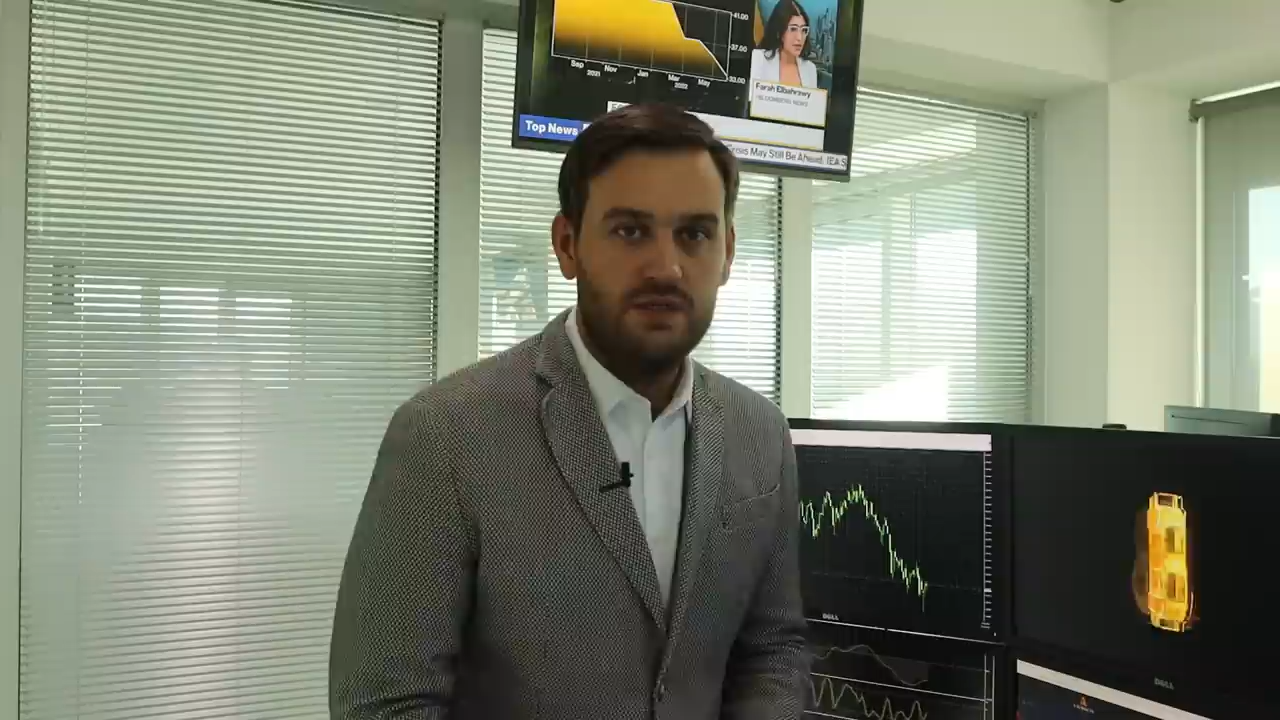 41.00
37.00
33.00
Sep
Nov
Jan
Mar
May
2021
2022
Farah Elbahrawy
BLOOMBERG NEWS
Top News
Crisis May Still Be Ahead, IEA S
DELL
DELL